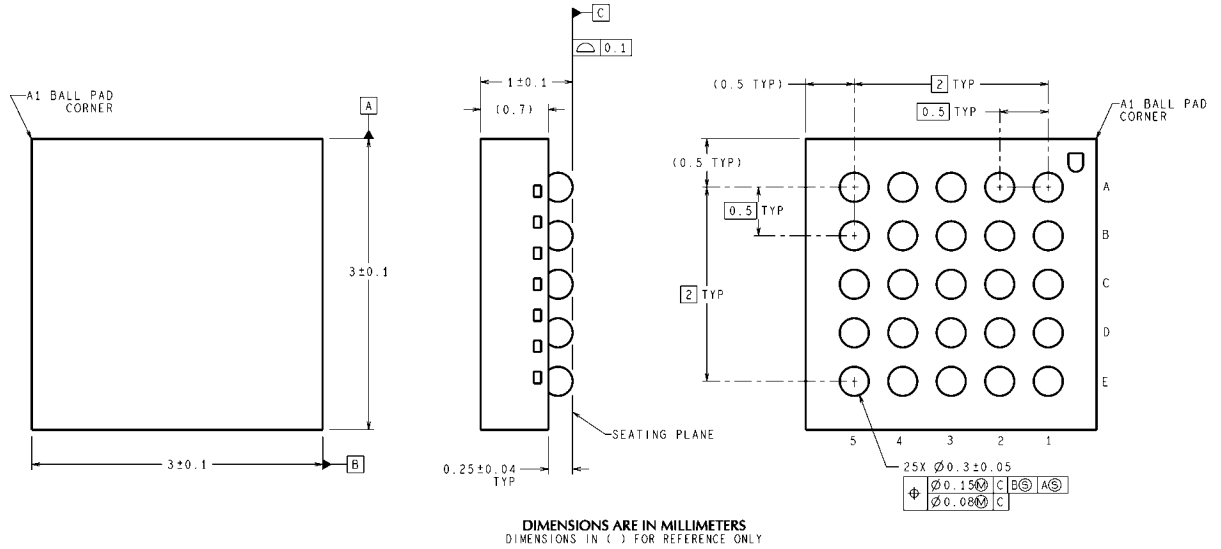 A1 BALL PAD
CORNER
A
3±0.1
3±0.1
B
C
0.1
1±0.1
(0.7)
SEATING PLANE
0.25±0.04
TYP
(0.5 TYP)
2 TYP
0.5 TYP
A1 BALL PAD
CORNER
(0.5 TYP)
0.5 TYP
2 TYP
A
B
C
D
E
5 4 3 2 1
25X Ø0.3±0.05
Ø0.15Ⓜ C BⓈ AⓈ
Ø0.08Ⓜ C
DIMENSIONS ARE IN MILLIMETERS
DIMENSIONS IN ( ) FOR REFERENCE ONLY